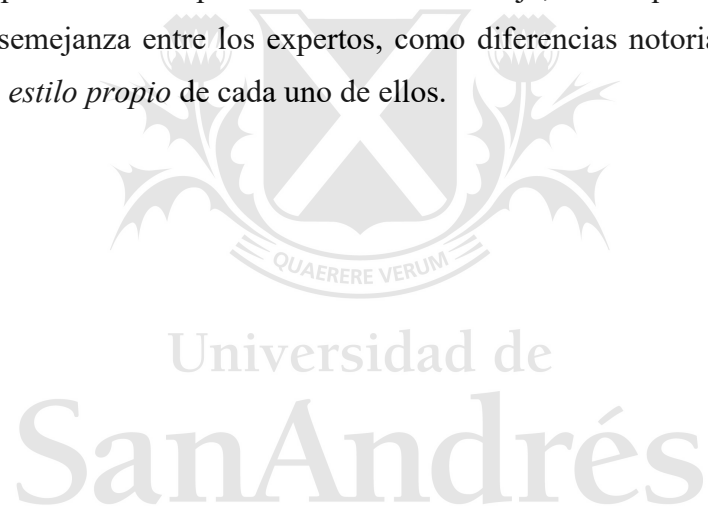 semejanza entre los expertos, como diferencias notoria
estilo propio de cada uno de ellos.
QUAERERE VERUM
Universidad de
SanAndrés